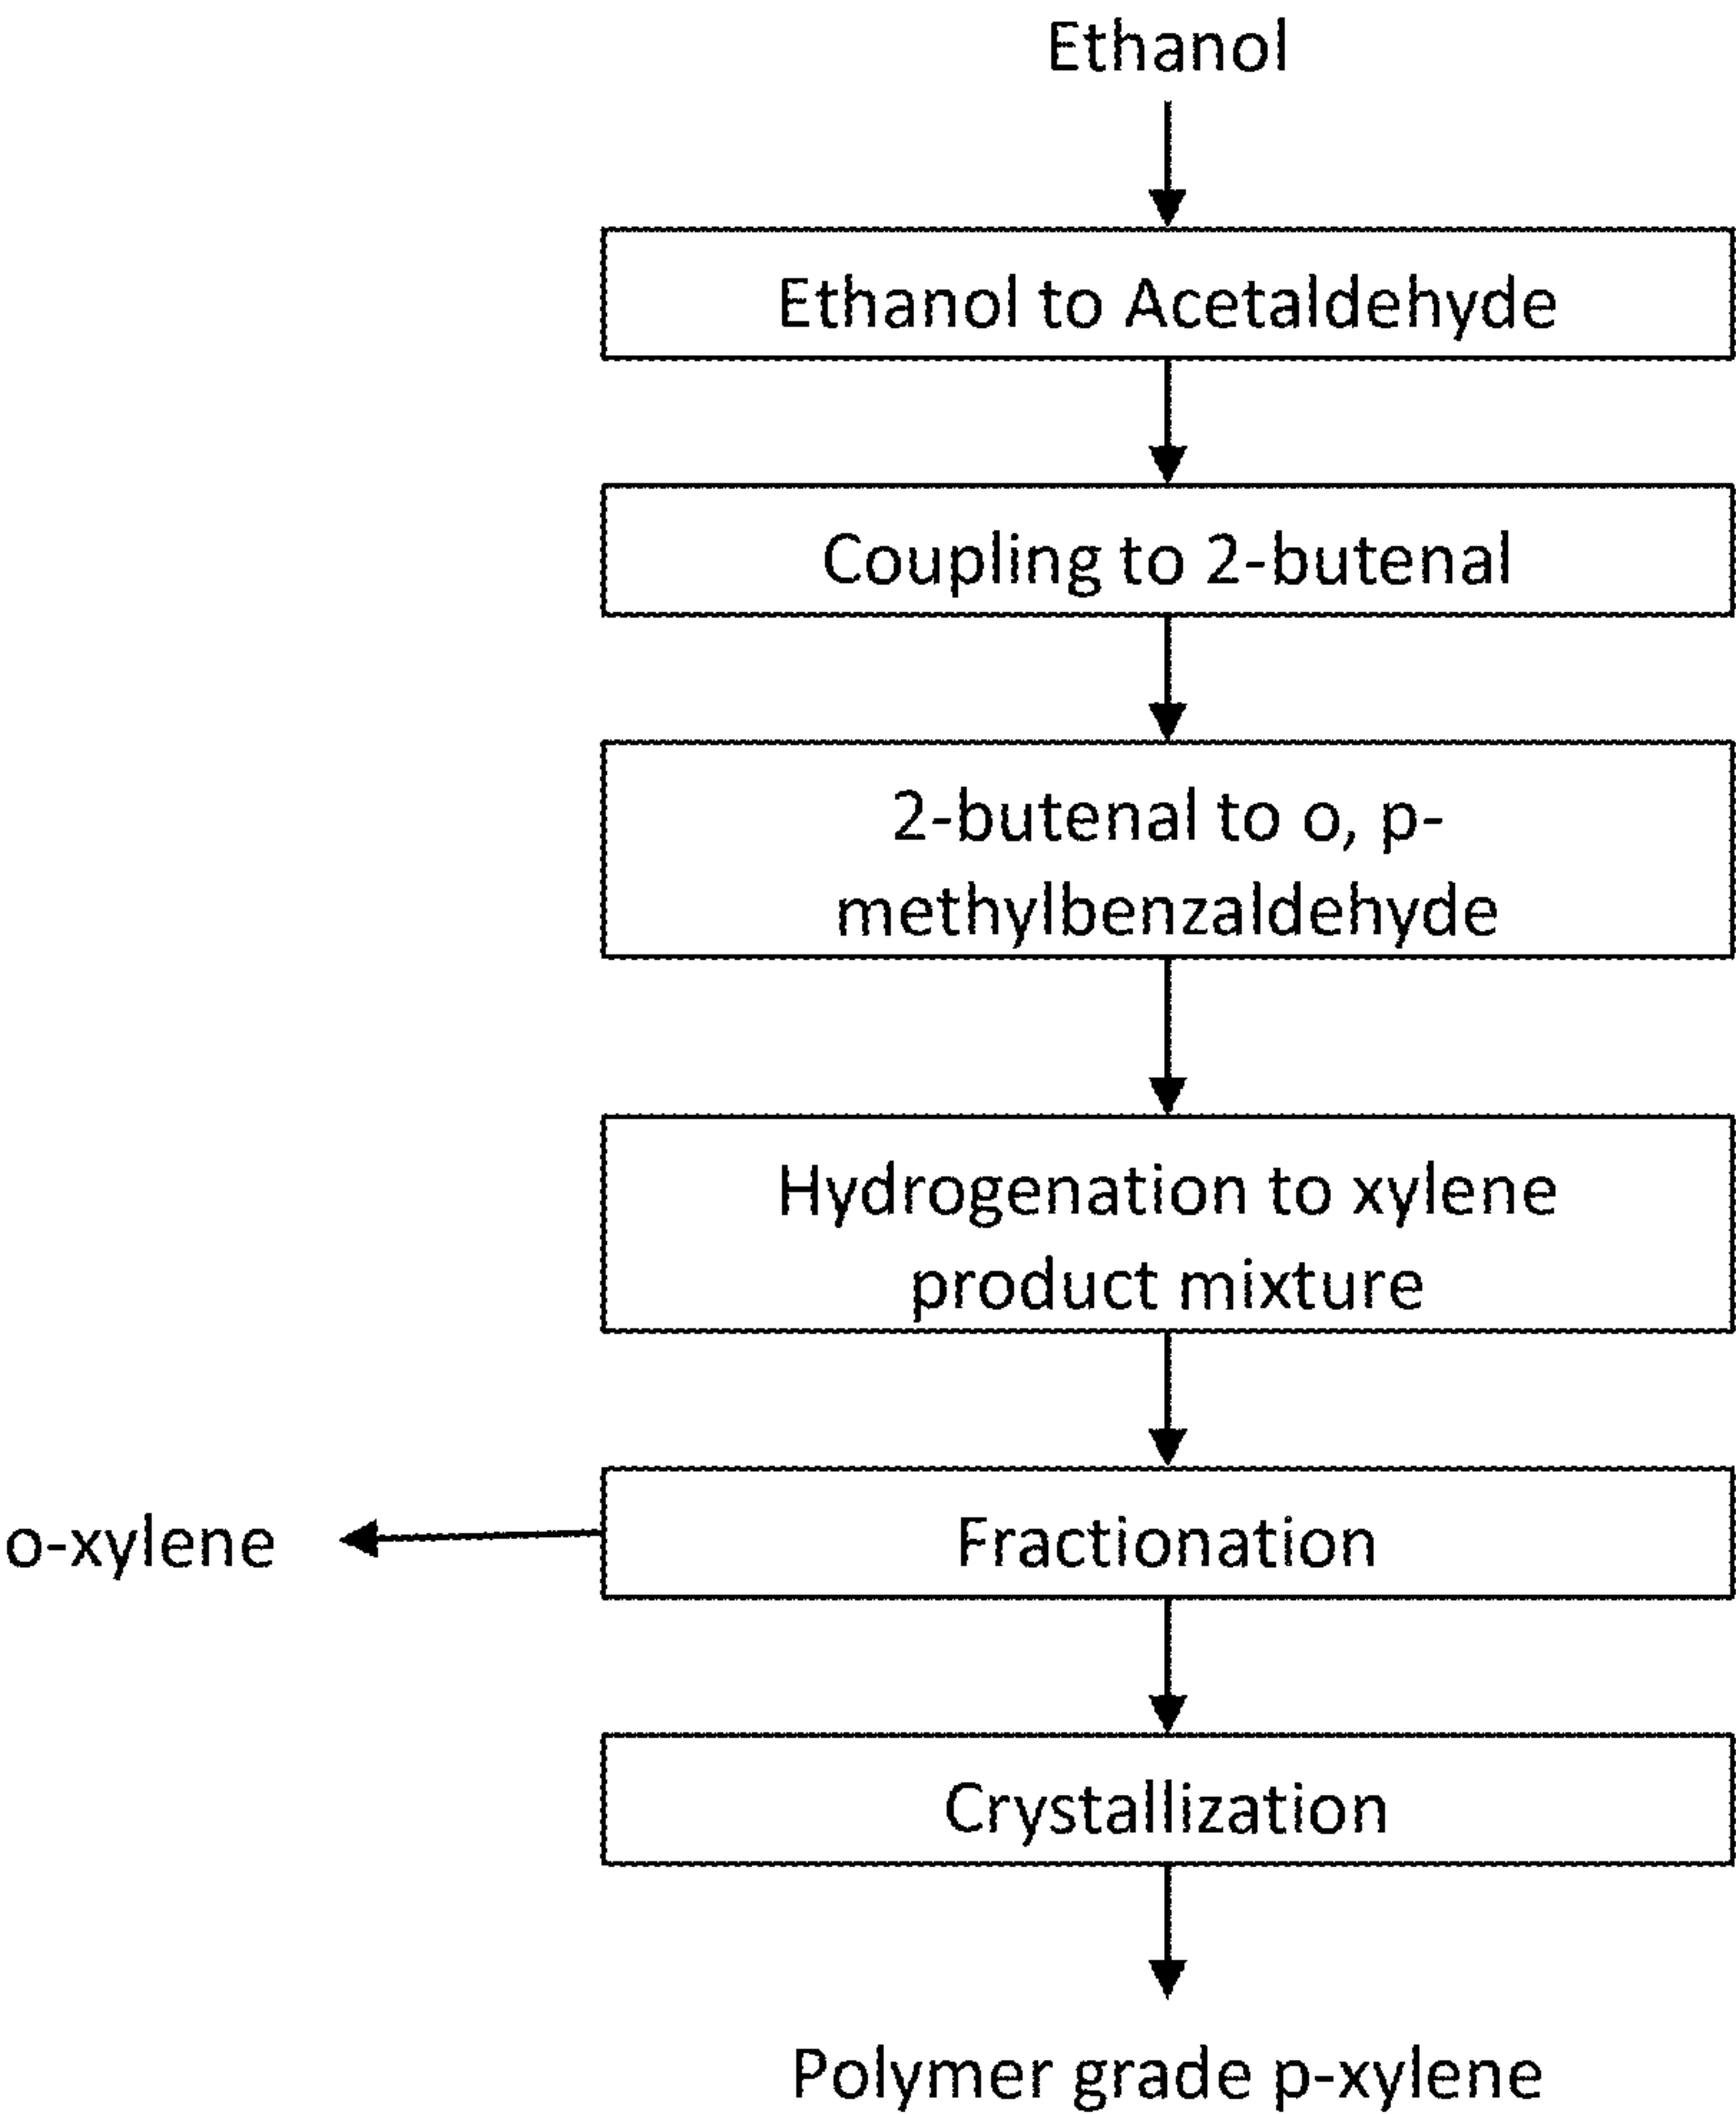 Ethanol
Ethanol to Acetaldehyde
Coupling to 2-butenal
2-butenal to o, p-
methylbenzaldehyde
Hydrogenation to xylene
product mixture
o-xylene
Fractionation
Crystallization
Polymer grade p-xylene